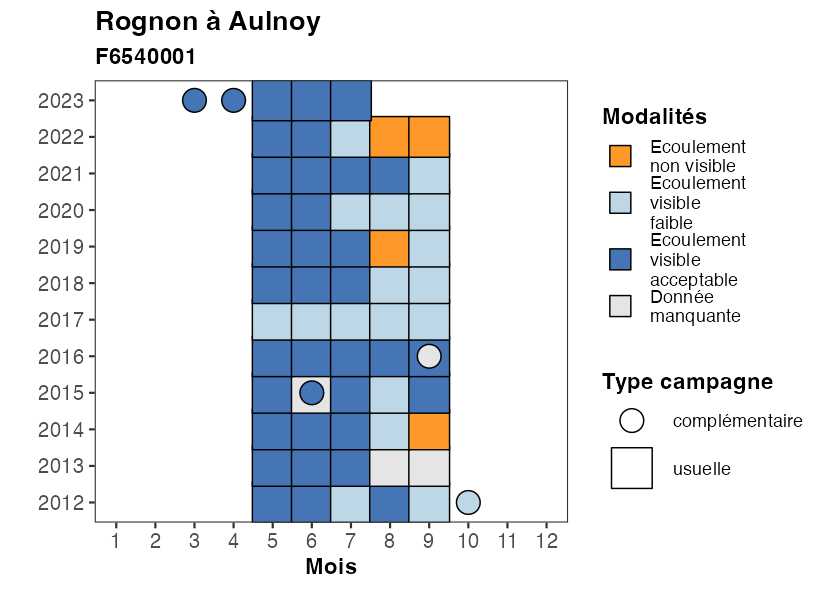 Rognon à Aulnoy
F6540001
2023
2022
2021
2020
2019
2018
2017
2016
2015
2014
2013
2012
1 2 3 4 5 6 7 8 9 10 11 12
Mois
Modalités
Ecoulement
non visible
Ecoulement
visible
faible
Ecoulement
visible
acceptable
Donnée
manquante
Type campagne
complémentaire
usuelle